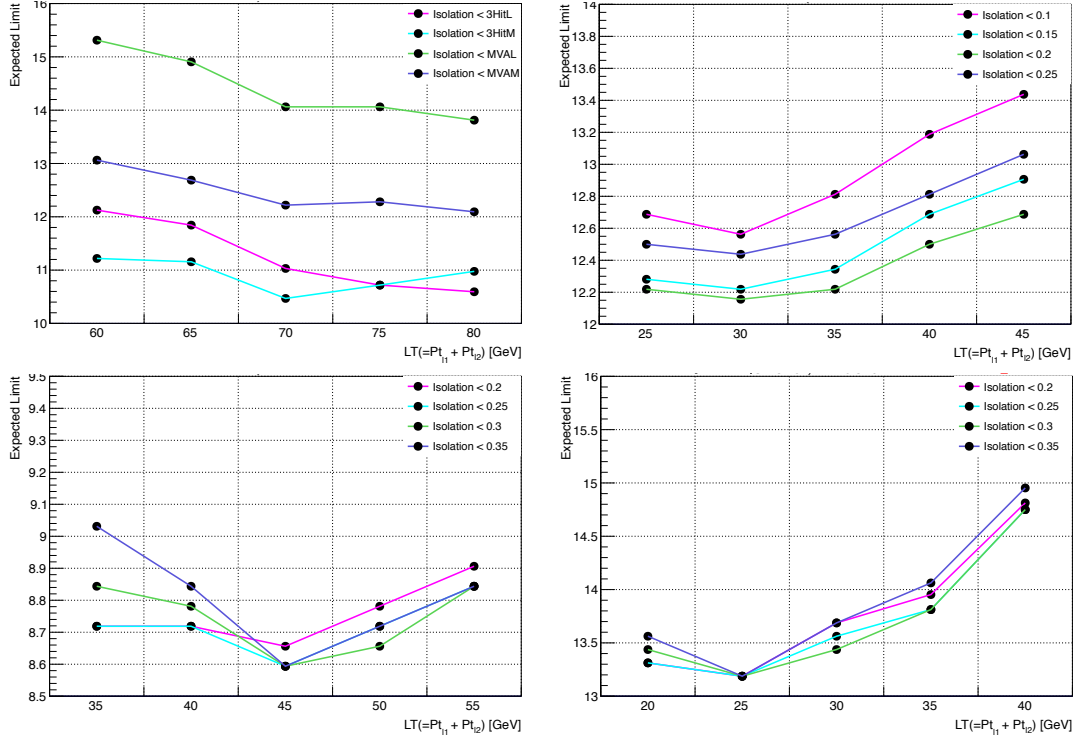 Expected Limit
16
15
14
13
12
11
10
Isolation < 3HitL
Isolation < 3HitM
Isolation < MVAL
Isolation < MVAM
60 65 70 75 80
LT(=Pt_l1 + Pt_l2) [GeV]
Expected Limit
14
13.8
13.6
13.4
13.2
13
12.8
12.6
12.4
12.2
12
Isolation < 0.1
Isolation < 0.15
Isolation < 0.2
Isolation < 0.25
25 30 35 40 45
LT(=Pt_l1 + Pt_l2) [GeV]
Expected Limit
9.5
9.4
9.3
9.2
9.1
9
8.9
8.8
8.7
8.6
8.5
Isolation < 0.2
Isolation < 0.25
Isolation < 0.3
Isolation < 0.35
35 40 45 50 55
LT(=Pt_l1 + Pt_l2) [GeV]
Expected Limit
16
15.5
15
14.5
14
13.5
13
Isolation < 0.2
Isolation < 0.25
Isolation < 0.3
Isolation < 0.35
20 25 30 35 40
LT(=Pt_l1 + Pt_l2) [GeV]